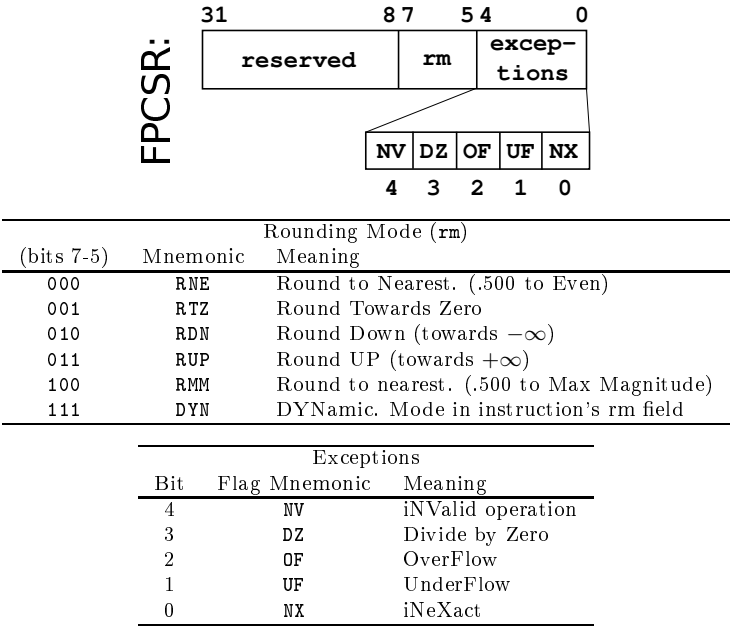 31 8 7 5 4 0
FPCSR:
reserved rm excep-
tions
NV DZ OF UF NX
4 3 2 1 0
Rounding Mode (rm)
(bits 7-5) Mnemonic Meaning
000 RNE Round to Nearest. (.500 to Even)
001 RTZ Round Towards Zero
010 RDN Round Down (towards −∞)
011 RUP Round UP (towards +∞)
100 RMM Round to nearest. (.500 to Max Magnitude)
111 DYN DYNamic. Mode in instruction's rm field
Exceptions
Bit Flag Mnemonic Meaning
4 NV iNValid operation
3 DZ Divide by Zero
2 OF OverFlow
1 UF UnderFlow
0 NX iNeXact